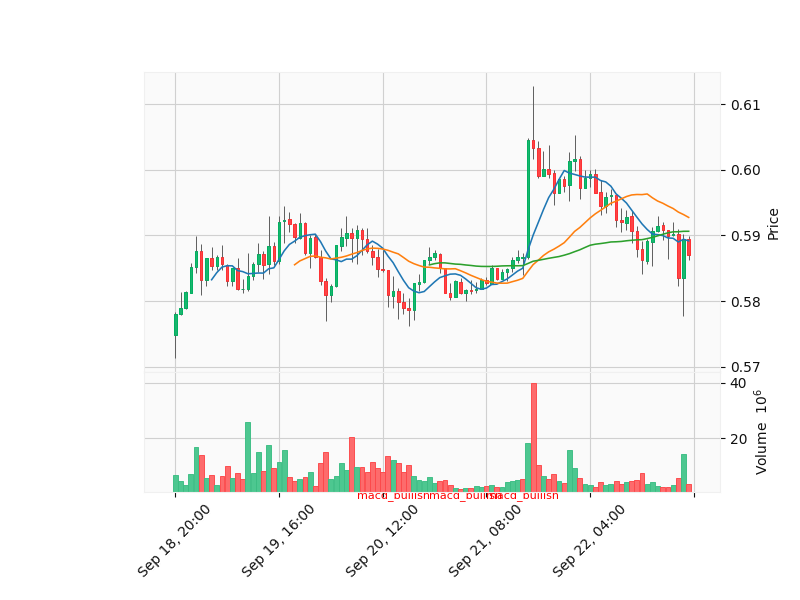 0.61
0.60
0.59
0.58
0.57
Price
40
20
Volume 10^6
macd_bullish macd_bullish macd_bullish
Sep 18, 20:00
Sep 19, 16:00
Sep 20, 12:00
Sep 21, 08:00
Sep 22, 04:00